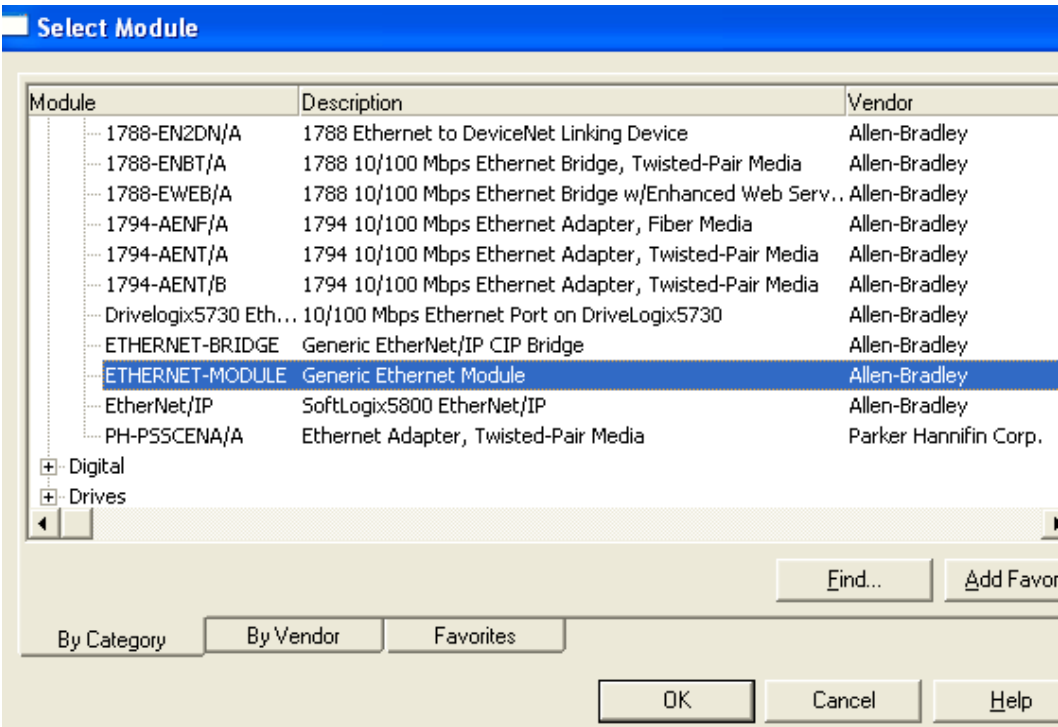 Select Module
Module Description Vendor
1788-EN2DN/A 1788 Ethernet to DeviceNet Linking Device Allen-Bradley
1788-ENBT/A 1788 10/100 Mbps Ethernet Bridge, Twisted-Pair Media Allen-Bradley
1788-EWEB/A 1788 10/100 Mbps Ethernet Bridge w/Enhanced Web Serv.. Allen-Bradley
1794-AENF/A 1794 10/100 Mbps Ethernet Adapter, Fiber Media Allen-Bradley
1794-AENT/A 1794 10/100 Mbps Ethernet Adapter, Twisted-Pair Media Allen-Bradley
1794-AENT/B 1794 10/100 Mbps Ethernet Adapter, Twisted-Pair Media Allen-Bradley
Drivelogix5730 Eth... 10/100 Mbps Ethernet Port on DriveLogix5730 Allen-Bradley
ETHERNET-BRIDGE Generic EtherNet/IP CIP Bridge Allen-Bradley
ETHERNET-MODULE Generic Ethernet Module Allen-Bradley
EtherNet/IP SoftLogix5800 EtherNet/IP Allen-Bradley
PH-PSSCENA/A Ethernet Adapter, Twisted-Pair Media Parker Hannifin Corp.
Digital
Drives
Find... Add Favor
By Category By Vendor Favorites
OK Cancel Help